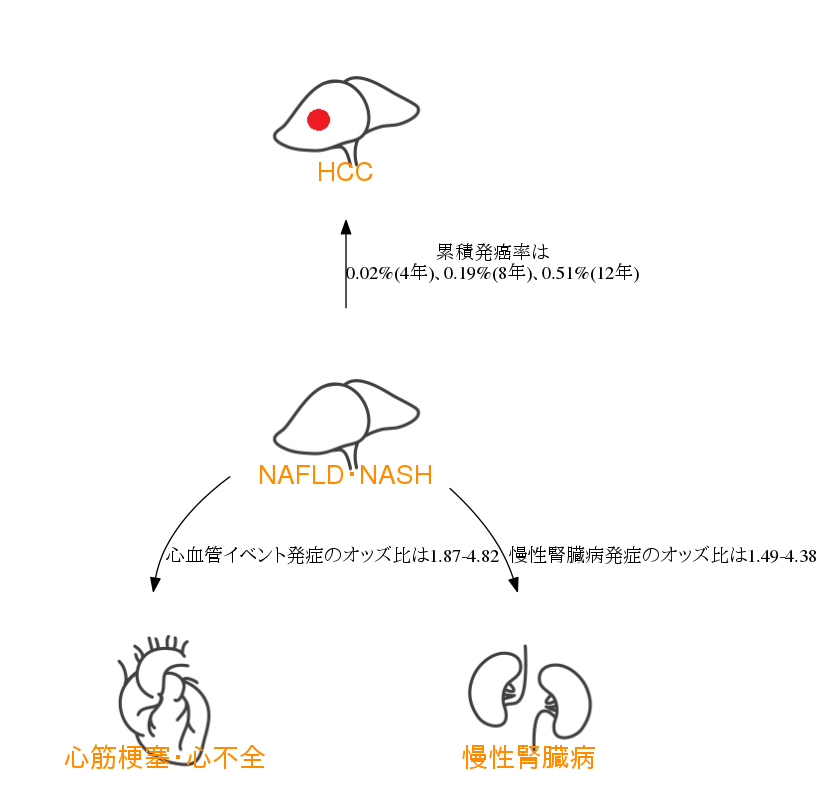 HCC
累積発癌率は
0.02%(4年)、0.19%(8年)、0.51%(12年)
NAFLD・NASH
心血管イベント発症のオッズ比は1.87-4.82
慢性腎臓病発症のオッズ比は1.49-4.38
心筋梗塞・心不全
慢性腎臓病